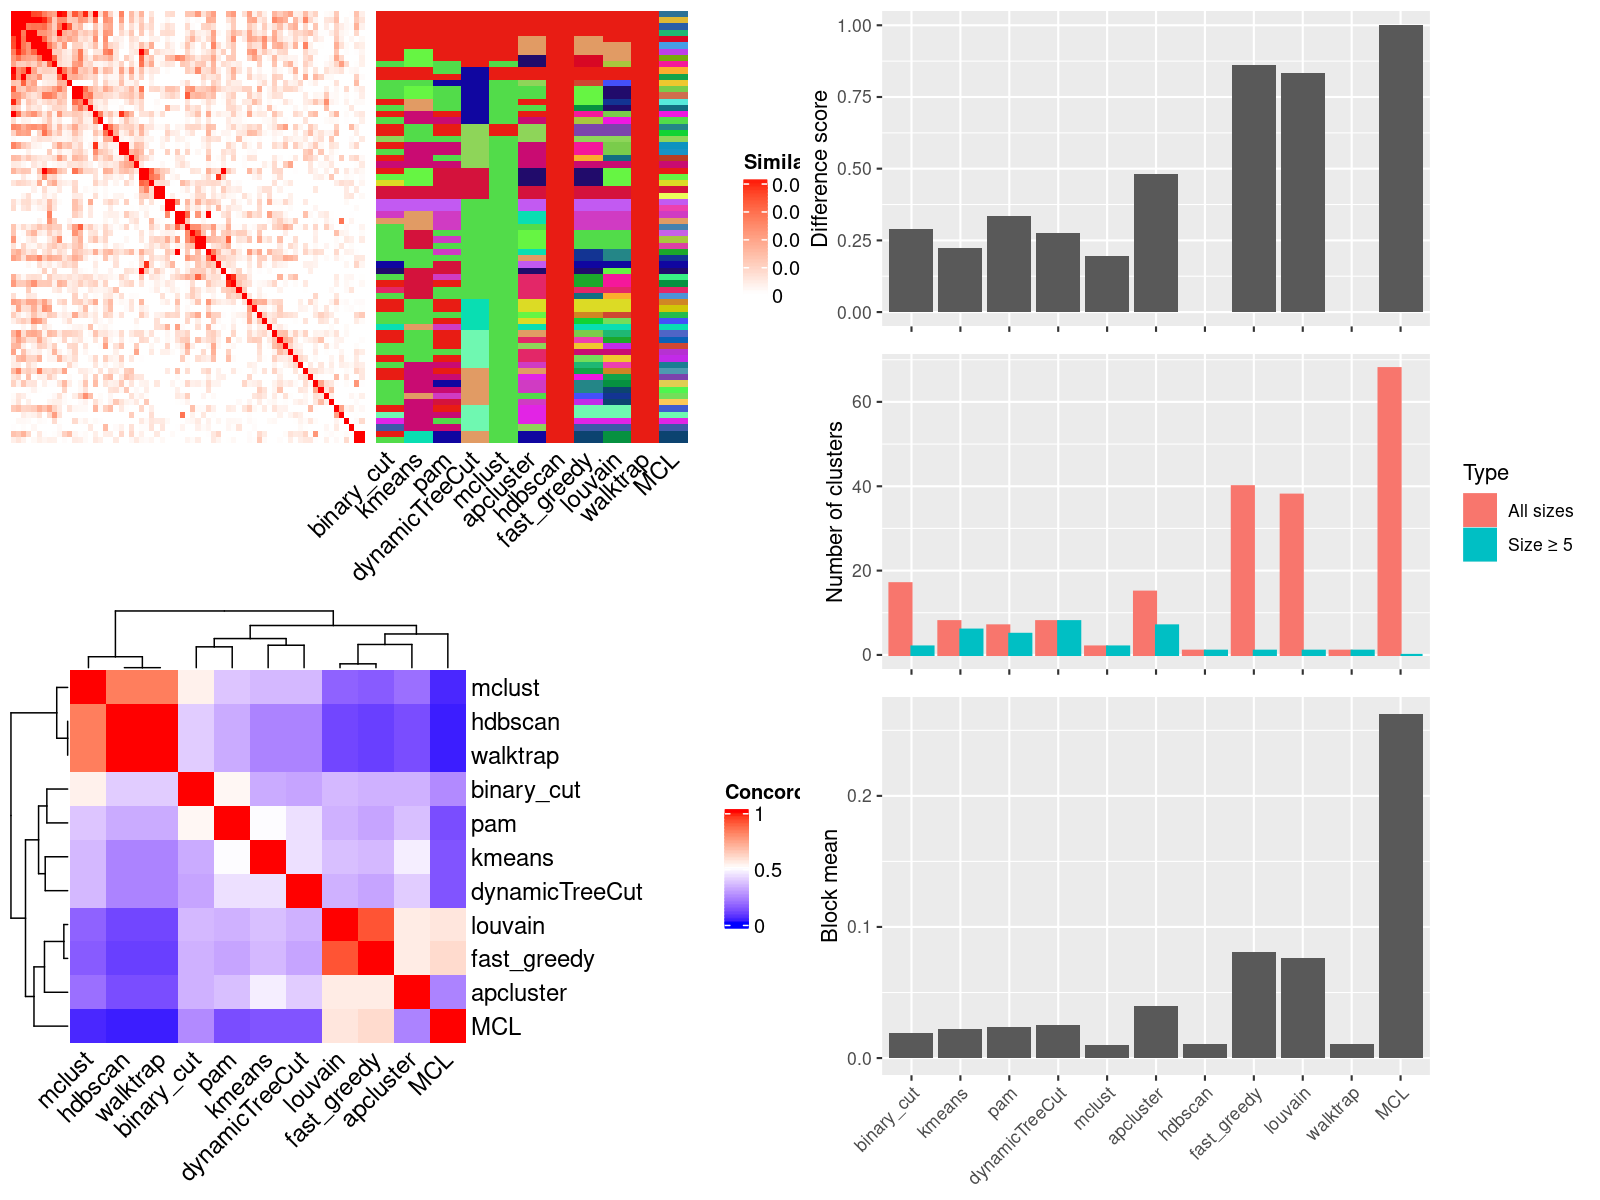 Simila
0.0
0.0
0.0
0.0
0
binary_cut
kmeans
pam
dynamicTreeCut
mclust
apcluster
hdbscan
fast_greedy
louvain
walktrap
MCL
mclust
hdbscan
walktrap
binary_cut
pam
kmeans
dynamicTreeCut
louvain
fast_greedy
apcluster
MCL
mclust
hdbscan
walktrap
binary_cut
pam
kmeans
dynamicTreeCut
louvain
fast_greedy
apcluster
MCL
Concord
1
0.5
0
Difference score
1.00
0.75
0.50
0.25
0.00
Number of clusters
60
40
20
0
Type
All sizes
Size ≥ 5
Block mean
0.2
0.1
0.0
binary_cut
kmeans
pam
dynamicTreeCut
mclust
apcluster
hdbscan
fast_greedy
louvain
walktrap
MCL